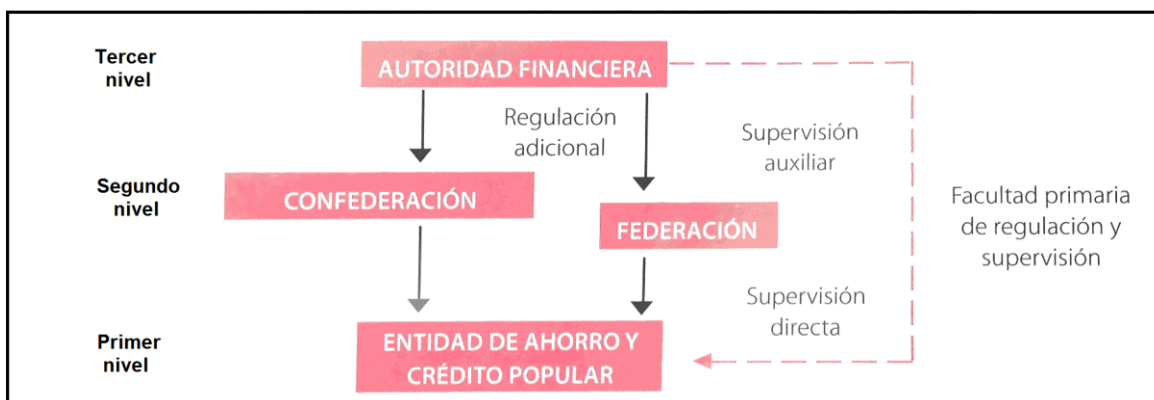 Tercer
nivel
AUTORIDAD FINANCIERA
Regulación
adicional
Supervisión
auxiliar
Segundo
nivel
CONFEDERACIÓN
FEDERACIÓN
Facultad primaria
de regulación y
supervisión
Supervisión
directa
Primer
nivel
ENTIDAD DE AHORRO Y
CRÉDITO POPULAR